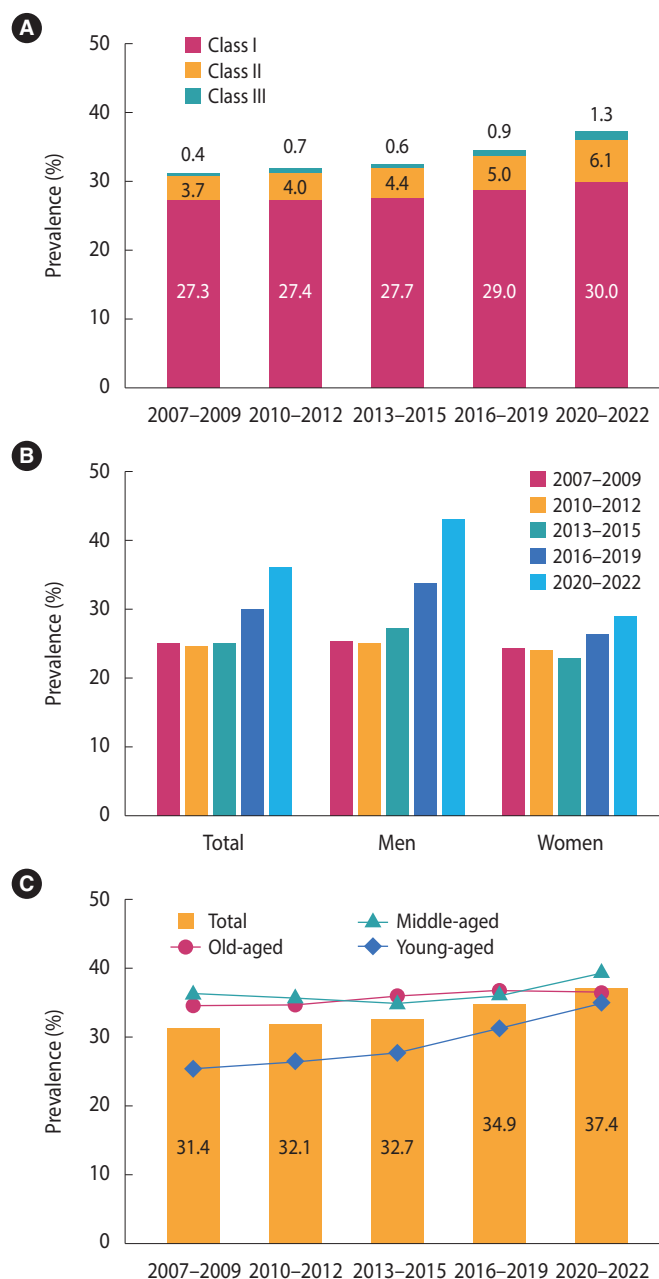 A
50
Class I
Class II
Class III
40
30
20
10
0
Prevalence (%)
0.4 0.7 0.6 0.9 1.3
3.7 4.0 4.4 5.0 6.1
27.3 27.4 27.7 29.0 30.0
2007–2009 2010–2012 2013–2015 2016–2019 2020–2022
B
50
40
30
20
10
0
Prevalence (%)
2007–2009
2010–2012
2013–2015
2016–2019
2020–2022
Total Men Women
C
50
40
30
20
10
0
Prevalence (%)
Total Middle-aged
Old-aged Young-aged
31.4 32.1 32.7 34.9 37.4
2007–2009 2010–2012 2013–2015 2016–2019 2020–2022